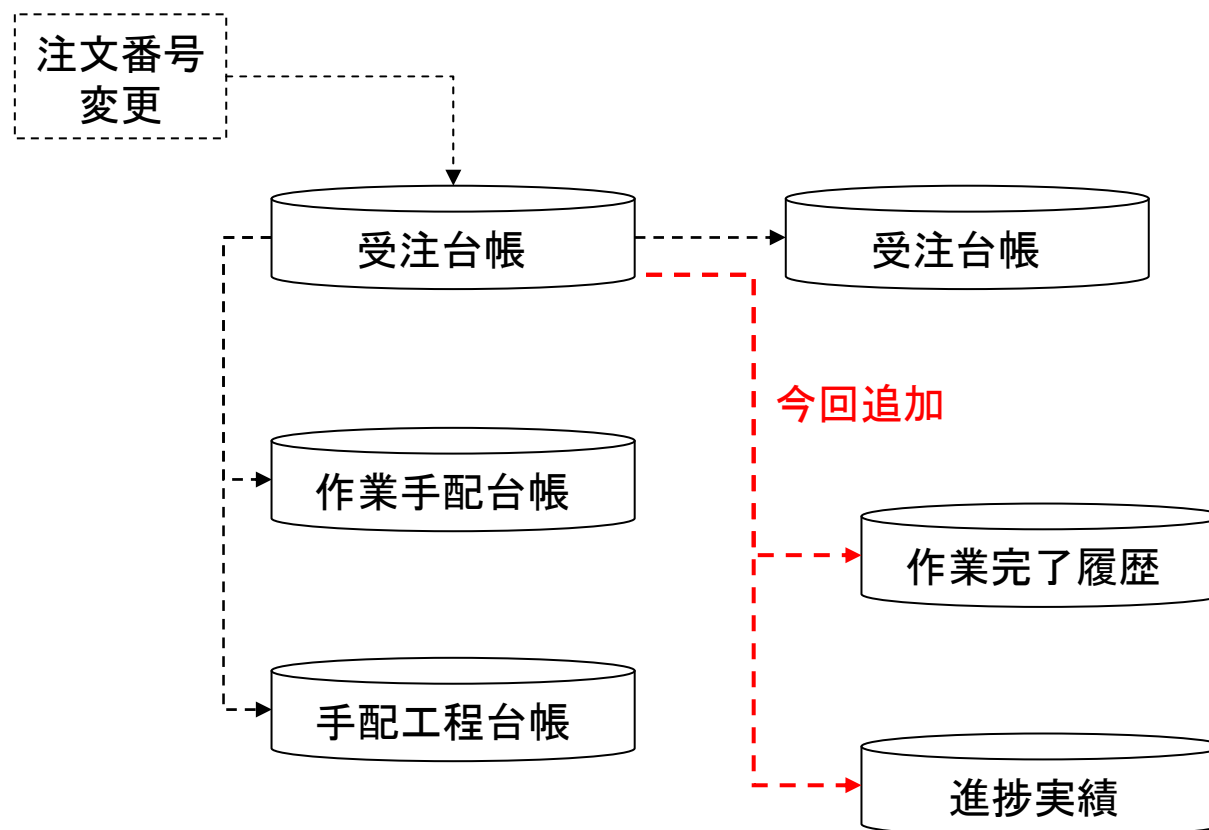 注文番号
変更
受注台帳
受注台帳
今回追加
作業手配台帳
作業完了履歴
手配工程台帳
進捗実績